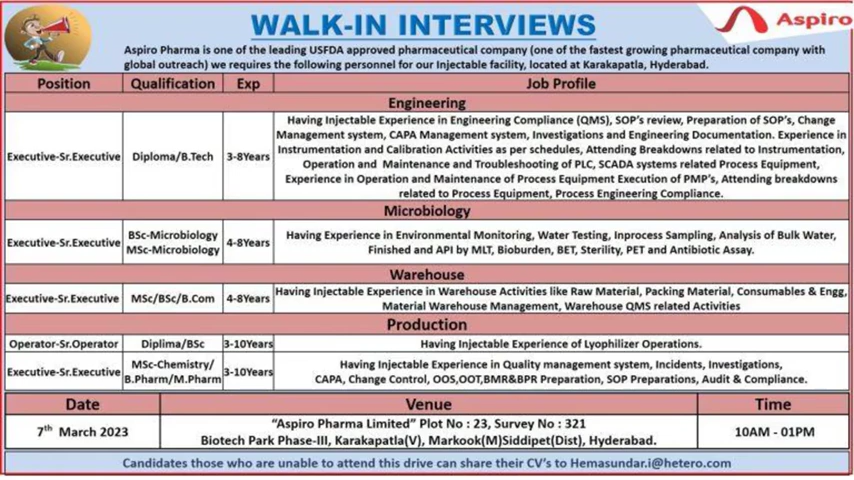 WALK-IN INTERVIEWS
Aspiro
Aspiro Pharma is one of the leading USFDA approved pharmaceutical company (one of the fastest growing pharmaceutical company with
global outreach) we requires the following personnel for our Injectable facility, located at Karakapatla, Hyderabad.
Position Qualification Exp Job Profile
Engineering
Executive-Sr.Executive Diploma/B.Tech 3-8Years
Having Injectable Experience in Engineering Compliance (QMS), SOP's review, Preparation of SOP's, Change
Management system, CAPA Management system, Investigations and Engineering Documentation. Experience in
Instrumentation and Calibration Activities as per schedules, Attending Breakdowns related to Instrumentation,
Operation and Maintenance and Troubleshooting of PLC, SCADA systems related Process Equipment,
Experience in Operation and Maintenance of Process Equipment Execution of PMP's, Attending breakdowns
related to Process Equipment, Process Engineering Compliance.
Microbiology
Executive-Sr.Executive
BSc-Microbiology
MSc-Microbiology
4-8Years
Having Experience in Environmental Monitoring, Water Testing, Inprocess Sampling, Analysis of Bulk Water,
Finished and API by MLT, Bioburden, BET, Sterility, PET and Antibiotic Assay.
Warehouse
Executive-Sr.Executive MSc/BSc/B.Com 4-8Years
Having Injectable Experience in Warehouse Activities like Raw Material, Packing Material, Consumables & Engg,
Material Warehouse Management, Warehouse QMS related Activities
Production
Operator-Sr.Operator Diplima/BSc 3-10Years Having Injectable Experience of Lyophilizer Operations.
Executive-Sr.Executive
MSc-Chemistry/
B.Pharm/M.Pharm
3-10Years
Having Injectable Experience in Quality management system, Incidents, Investigations,
CAPA, Change Control, OOS,OOT,BMR&BPR Preparation, SOP Preparations, Audit & Compliance.
Date Venue Time
7th March 2023
"Aspiro Pharma Limited" Plot No : 23, Survey No : 321
Biotech Park Phase-III, Karakapatla(V), Markook(M)Siddipet(Dist), Hyderabad.
10AM - 01PM
Candidates those who are unable to attend this drive can share their CV's to Hemasundar.i@hetero.com